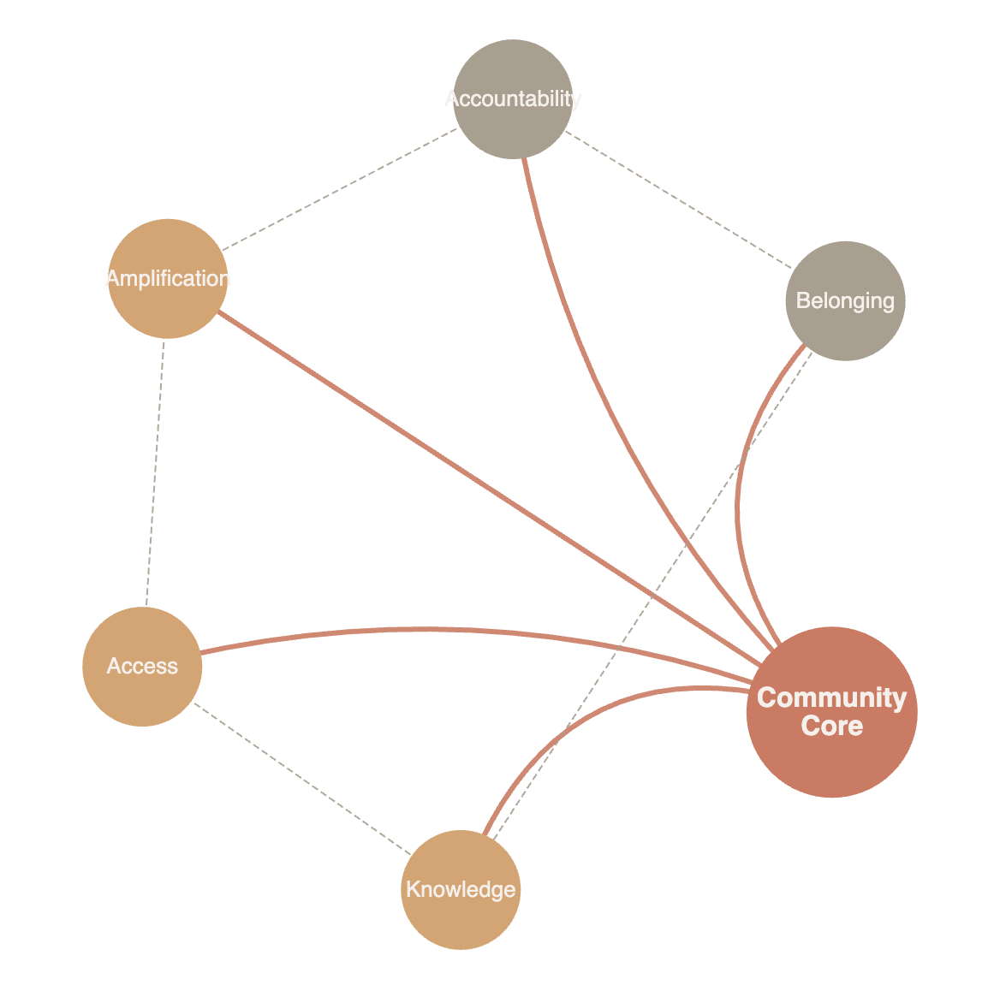 Accountability
Amplification
Belonging
Access
Community
Core
Knowledge